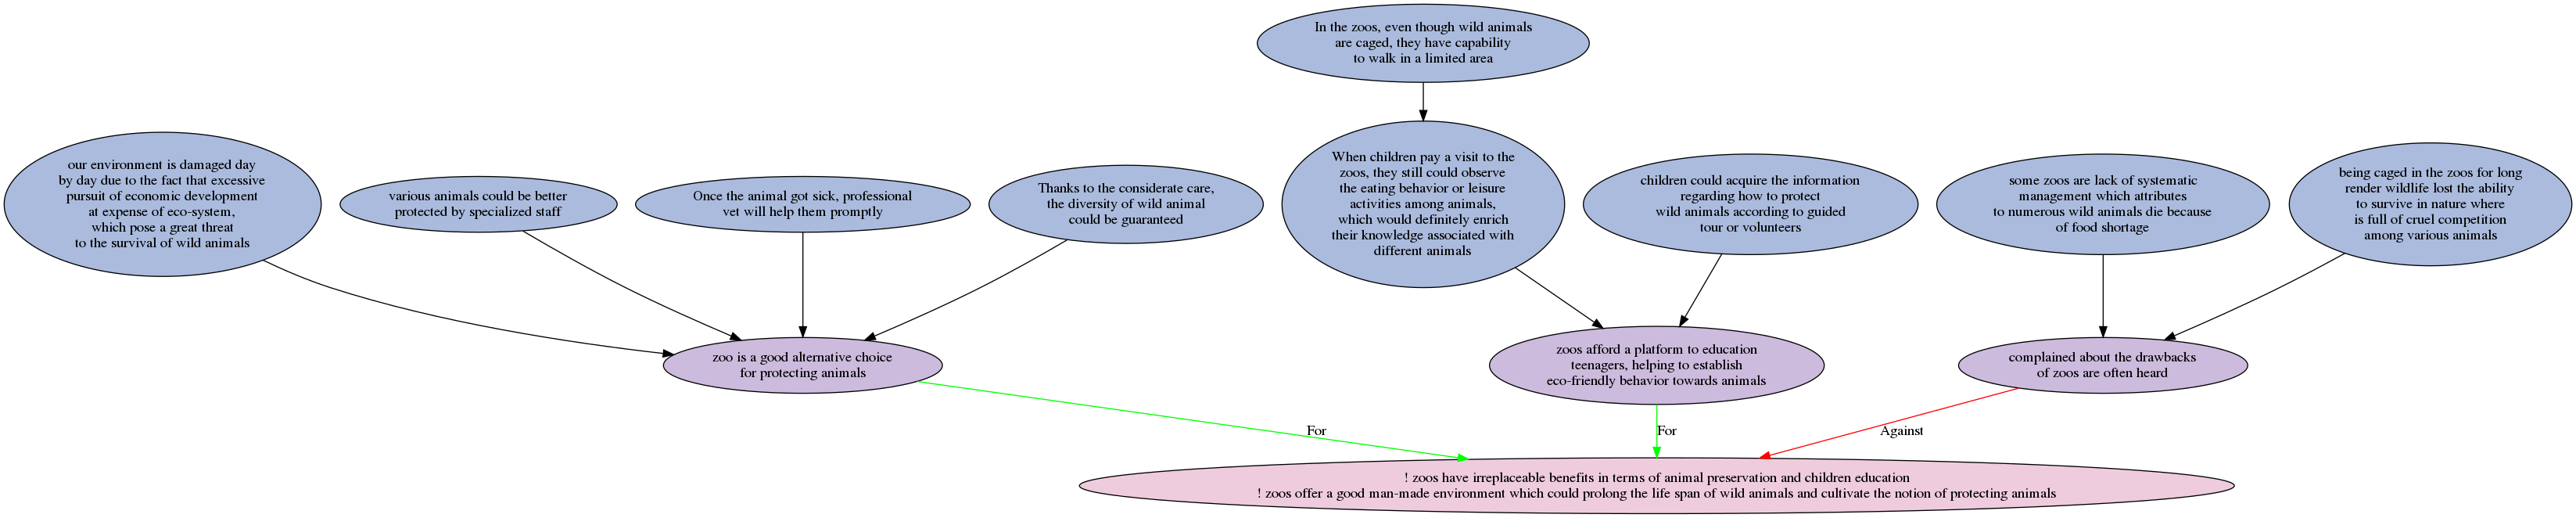 In the zoos, even though wild animals
are caged, they have capability
to walk in a limited area
our environment is damaged day
by day due to the fact that excessive
pursuit of economic development
at expense of eco-system,
which pose a great threat
to the survival of wild animals
various animals could be better
protected by specialized staff
Once the animal got sick, professional
vet will help them promptly
Thanks to the considerate care,
the diversity of wild animal
could be guaranteed
When children pay a visit to the
zoos, they still could observe
the eating behavior or leisure
activities among animals,
which would definitely enrich
their knowledge associated with
different animals
children could acquire the information
regarding how to protect
wild animals according to guided
tour or volunteers
some zoos are lack of systematic
management which attributes
to numerous wild animals die because
of food shortage
being caged in the zoos for long
render wildlife lost the ability
to survive in nature where
is full of cruel competition
among various animals
zoo is a good alternative choice
for protecting animals
zoos afford a platform to education
teenagers, helping to establish
eco-friendly behavior towards animals
complained about the drawbacks
of zoos are often heard
For
For
Against
! zoos have irreplaceable benefits in terms of animal preservation and children education
! zoos offer a good man-made environment which could prolong the life span of wild animals and cultivate the notion of protecting animals